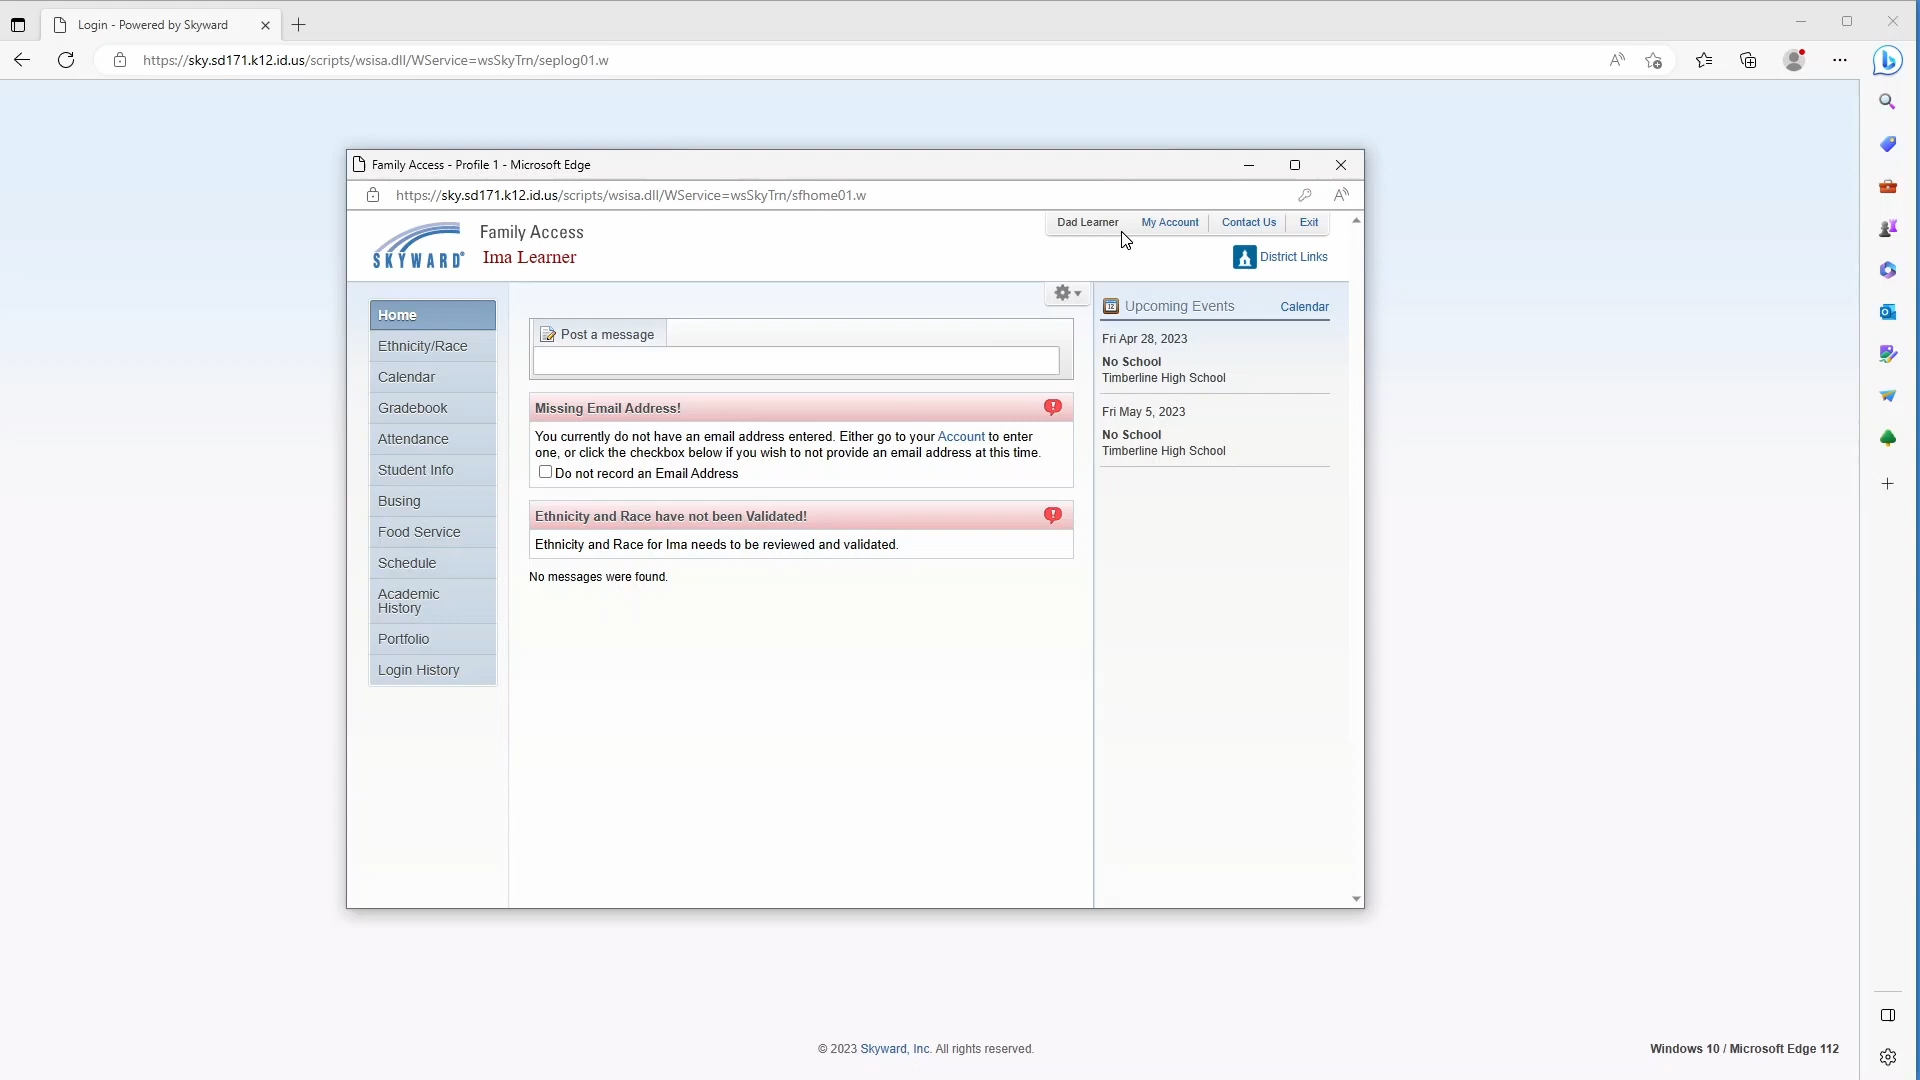 Login - Powered by Skyward
https://sky.sd171.k12.id.us/scripts/wsisa.dll/WService=wsSkyTrn/seplog01.w
Family Access - Profile 1 - Microsoft Edge
https://sky.sd171.k12.id.us/scripts/wsisa.dll/WService=wsSkyTrn/sfhome01.w
Dad Learner My Account Contact Us Exit
SKYWARD®
Family Access
Ima Learner
District Links
Home
Ethnicity/Race
Calendar
Gradebook
Attendance
Student Info
Busing
Food Service
Schedule
Academic
History
Portfolio
Login History
Post a message
Missing Email Address!
You currently do not have an email address entered. Either go to your Account to enter
one, or click the checkbox below if you wish to not provide an email address at this time.
Do not record an Email Address
Ethnicity and Race have not been Validated!
Ethnicity and Race for Ima needs to be reviewed and validated.
No messages were found.
Upcoming Events Calendar
Fri Apr 28, 2023
No School
Timberline High School
Fri May 5, 2023
No School
Timberline High School
© 2023 Skyward, Inc. All rights reserved.
Windows 10 / Microsoft Edge 112